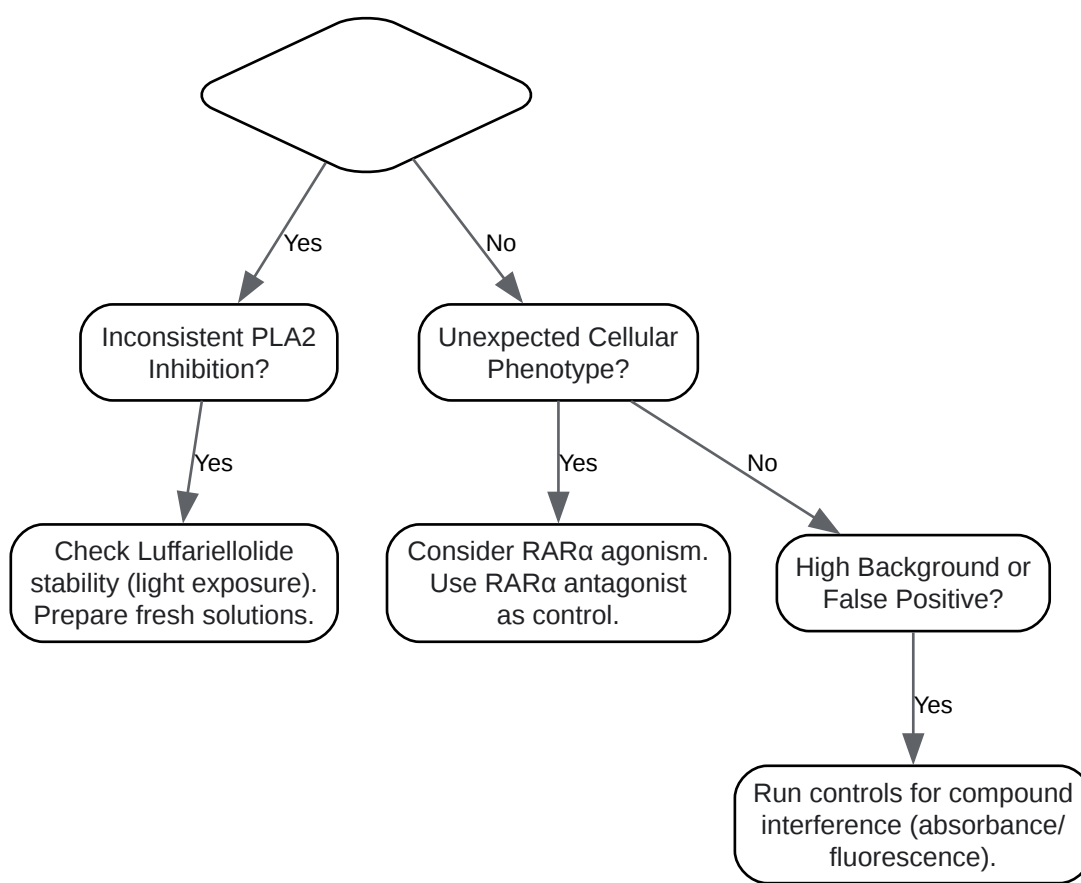 Yes
No
Inconsistent PLA2
Inhibition?
Unexpected Cellular
Phenotype?
Yes
Yes
No
Check Luffariellolide
stability (light exposure).
Prepare fresh solutions.
Consider RARα agonism.
Use RARα antagonist
as control.
High Background or
False Positive?
Yes
Run controls for compound
interference (absorbance/
fluorescence).